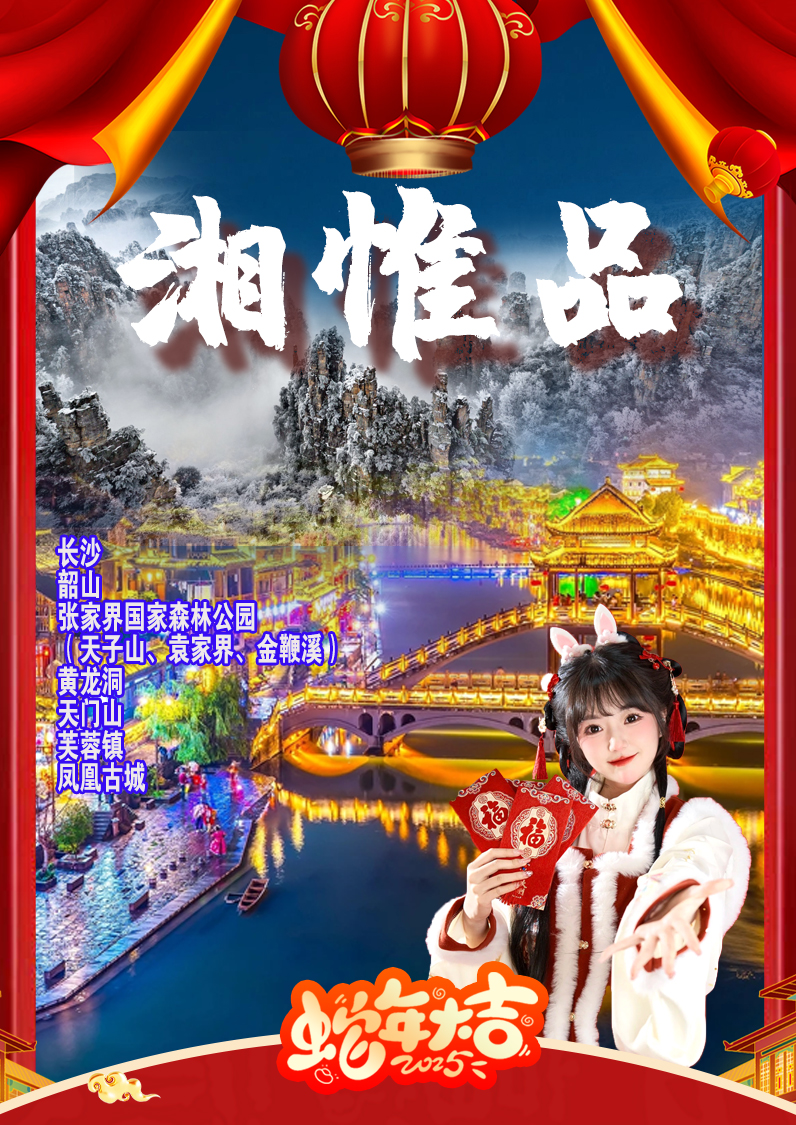 湘惟品
长沙
韶山
张家界国家森林公园
（天子山、袁家界、金鞭溪）
黄龙洞
天门山
芙蓉镇
凤凰古城
福 福
蛇年大吉
2025